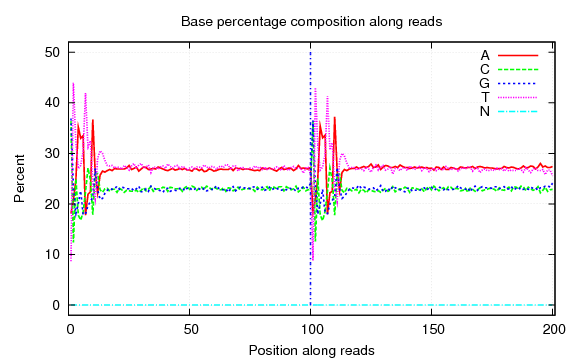 Base percentage composition along reads
A
C
G
T
N
50
40
30
20
10
0
Percent
0
50
100
150
200
Position along reads